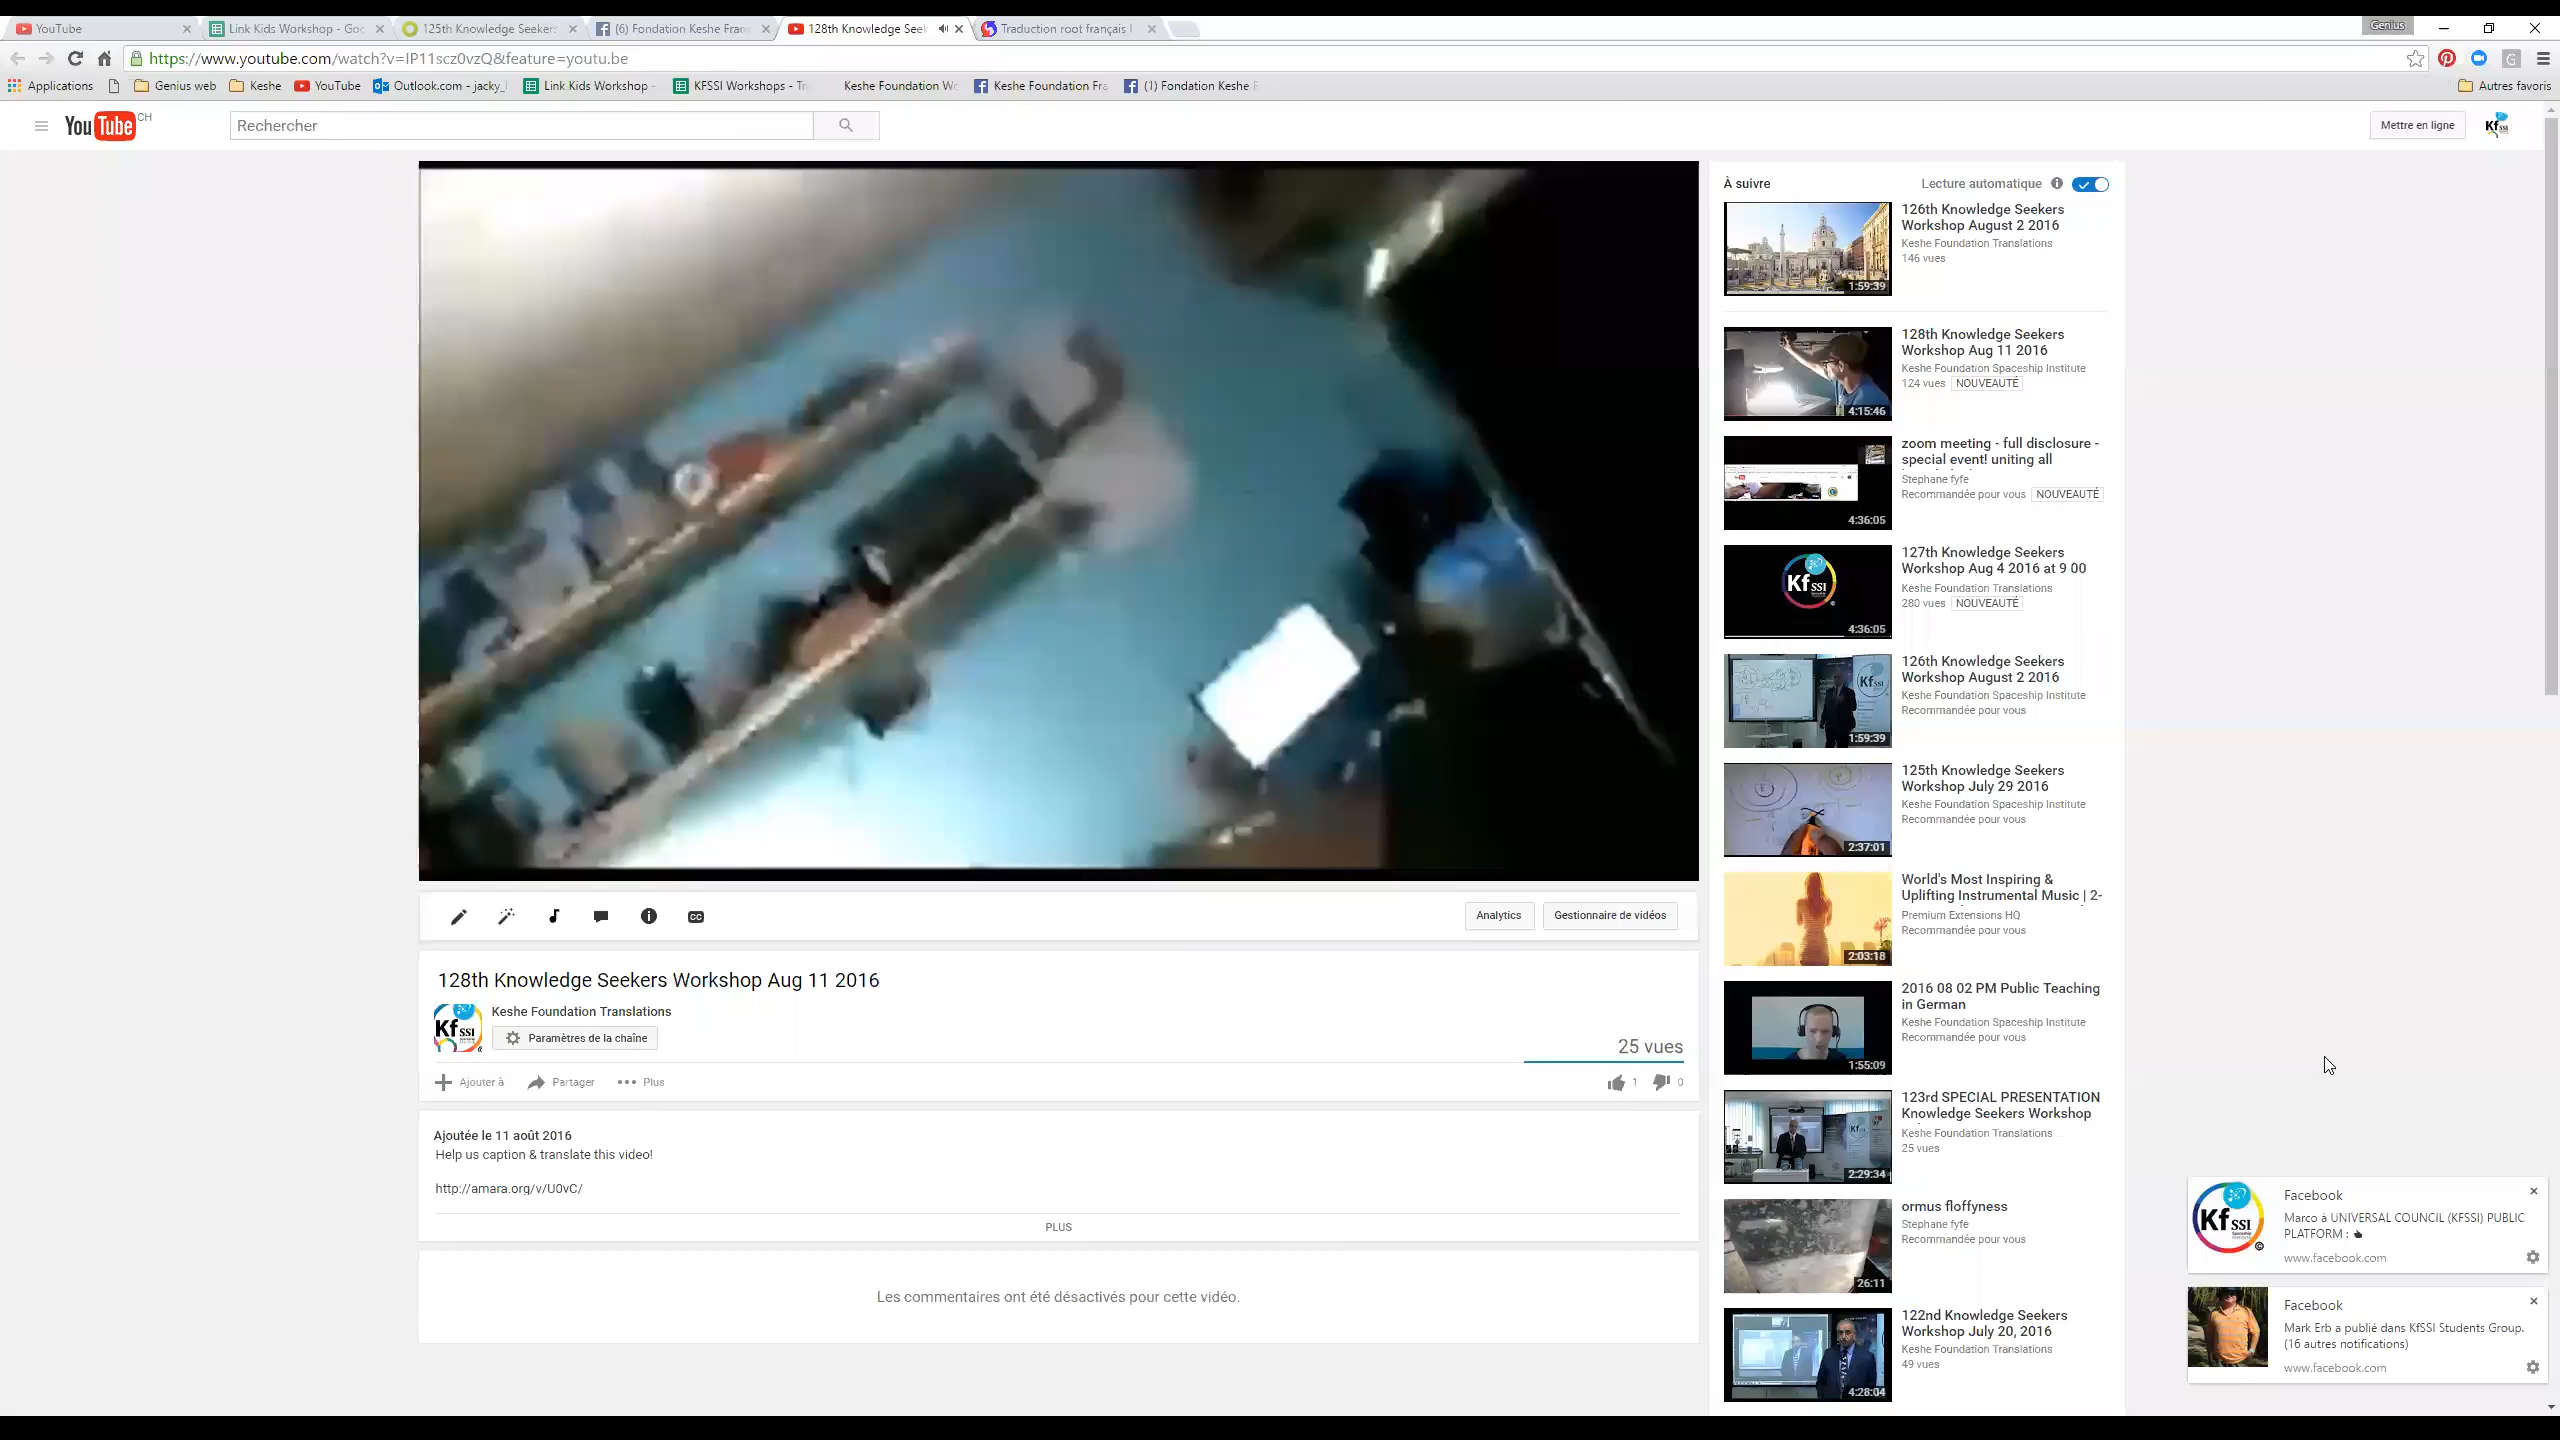 YouTube
Link Kids Workshop - Goo
125th Knowledge Seekers
(6) Fondation Keshe Fran
128th Knowledge Seek
Traduction root français
Genius
https://www.youtube.com/watch?v=IP11scz0vzQ&feature=youtu.be
Applications
Genius web
Keshe
YouTube
Outlook.com - jacky_
Link Kids Workshop -
KFSSI Workshops - Tr
Keshe Foundation Wo
Keshe Foundation Fra
(1) Fondation Keshe F
Autres favoris
YouTube CH
Rechercher
Mettre en ligne
Kf SSI
À suivre
Lecture automatique
126th Knowledge Seekers
Workshop August 2 2016
Keshe Foundation Translations
146 vues
1:59:39
128th Knowledge Seekers
Workshop Aug 11 2016
Keshe Foundation Spaceship Institute
124 vues NOUVEAUTÉ
4:15:46
zoom meeting - full disclosure -
special event! uniting all
Stephane fyfe
Recommandée pour vous NOUVEAUTÉ
4:36:05
127th Knowledge Seekers
Workshop Aug 4 2016 at 9 00
Keshe Foundation Translations
280 vues NOUVEAUTÉ
Kf SSI
4:36:05
126th Knowledge Seekers
Workshop August 2 2016
Keshe Foundation Spaceship Institute
Recommandée pour vous
1:59:39
125th Knowledge Seekers
Workshop July 29 2016
Keshe Foundation Spaceship Institute
Recommandée pour vous
2:37:01
World's Most Inspiring &
Uplifting Instrumental Music | 2-
Premium Extensions HQ
Recommandée pour vous
2:03:18
2016 08 02 PM Public Teaching
in German
Keshe Foundation Spaceship Institute
Recommandée pour vous
1:55:09
123rd SPECIAL PRESENTATION
Knowledge Seekers Workshop
Keshe Foundation Translations
25 vues
2:29:34
ormus floffyness
Stephane fyfe
Recommandée pour vous
26:11
122nd Knowledge Seekers
Workshop July 20, 2016
Keshe Foundation Translations
49 vues
4:28:04
CC
Analytics
Gestionnaire de vidéos
128th Knowledge Seekers Workshop Aug 11 2016
Kf SSI
Keshe Foundation Translations
Paramètres de la chaîne
25 vues
Ajouter à
Partager
Plus
1
0
Ajoutée le 11 août 2016
Help us caption & translate this video!
http://amara.org/v/U0vC/
PLUS
Les commentaires ont été désactivés pour cette vidéo.
Kf SSI
Facebook
Marco à UNIVERSAL COUNCIL (KFSSI) PUBLIC
PLATFORM :
www.facebook.com
Facebook
Mark Erb a publié dans KfSSI Students Group.
(16 autres notifications)
www.facebook.com